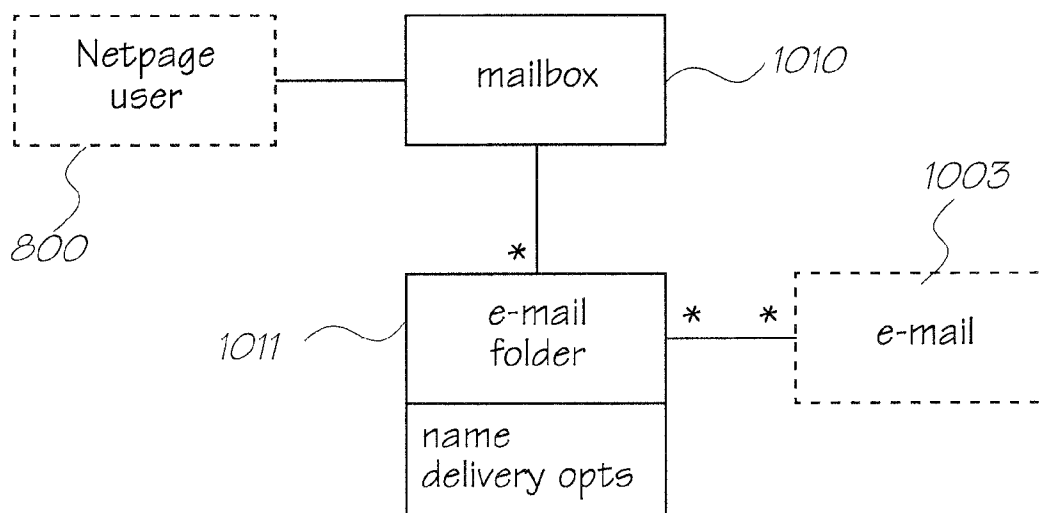 Netpage
user
mailbox
1010
800
1003
*
e-mail
folder
* *
e-mail
1011
name
delivery opts